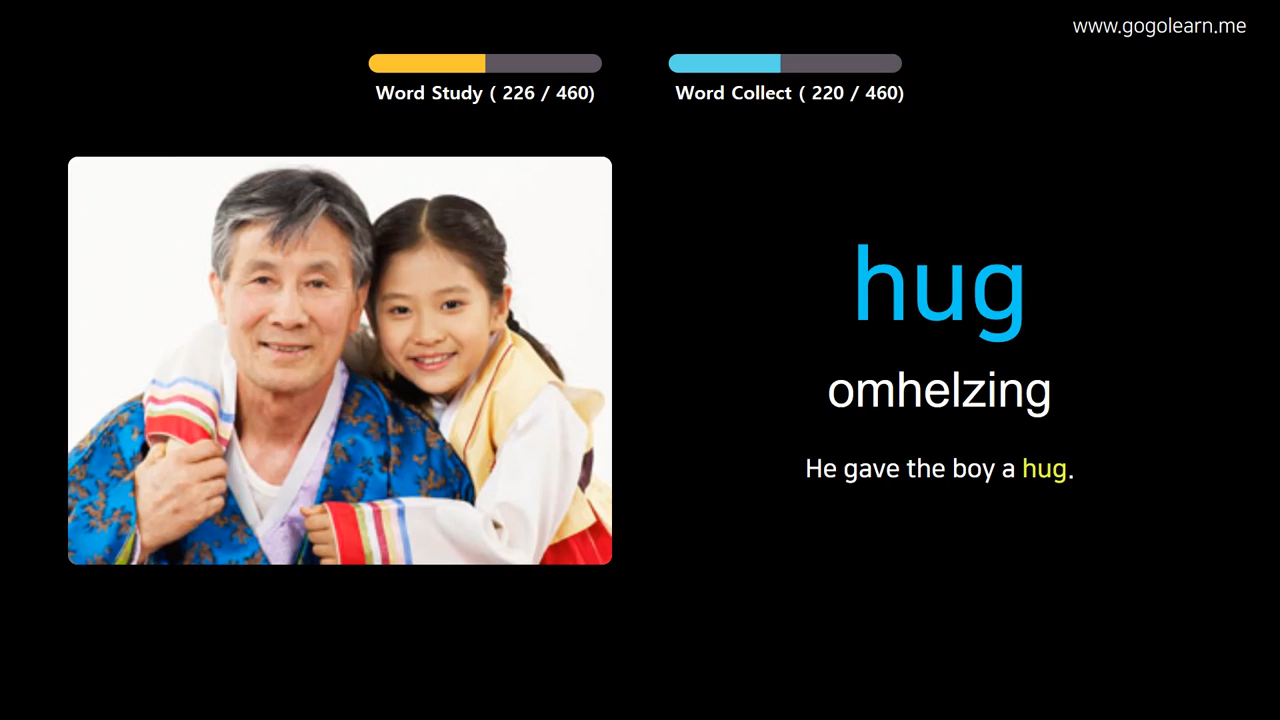 www.gogolearn.me
Word Study ( 226 / 460)
Word Collect ( 220 / 460)
hug
omhelzing
He gave the boy a hug.